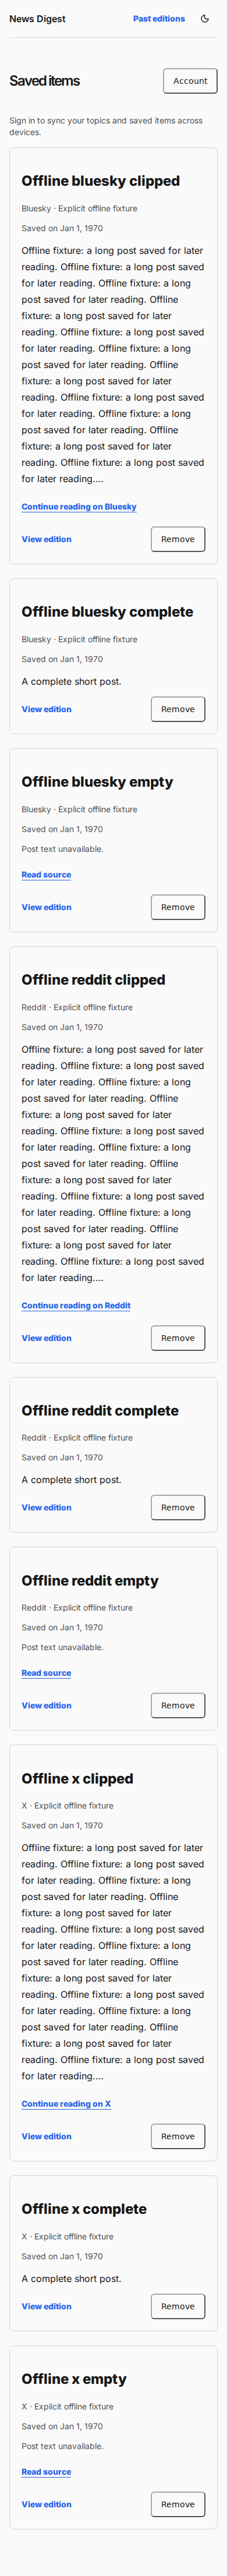 News Digest
Past editions
Saved items
Account
Sign in to sync your topics and saved items across
devices.
Offline bluesky clipped
Bluesky · Explicit offline fixture
Saved on Jan 1, 1970
Offline fixture: a long post saved for later
reading. Offline fixture: a long post saved
for later reading. Offline fixture: a long
post saved for later reading. Offline
fixture: a long post saved for later
reading. Offline fixture: a long post saved
for later reading. Offline fixture: a long
post saved for later reading. Offline
fixture: a long post saved for later
reading. Offline fixture: a long post saved
for later reading. Offline fixture: a long
post saved for later reading. Offline
fixture: a long post saved for later
reading. Offline fixture: a long post saved
for later reading.…
Continue reading on Bluesky
View edition
Remove
Offline bluesky complete
Bluesky · Explicit offline fixture
Saved on Jan 1, 1970
A complete short post.
View edition
Remove
Offline bluesky empty
Bluesky · Explicit offline fixture
Saved on Jan 1, 1970
Post text unavailable.
Read source
View edition
Remove
Offline reddit clipped
Reddit · Explicit offline fixture
Saved on Jan 1, 1970
Offline fixture: a long post saved for later
reading. Offline fixture: a long post saved
for later reading. Offline fixture: a long
post saved for later reading. Offline
fixture: a long post saved for later
reading. Offline fixture: a long post saved
for later reading. Offline fixture: a long
post saved for later reading. Offline
fixture: a long post saved for later
reading. Offline fixture: a long post saved
for later reading. Offline fixture: a long
post saved for later reading. Offline
fixture: a long post saved for later
reading. Offline fixture: a long post saved
for later reading.…
Continue reading on Reddit
View edition
Remove
Offline reddit complete
Reddit · Explicit offline fixture
Saved on Jan 1, 1970
A complete short post.
View edition
Remove
Offline reddit empty
Reddit · Explicit offline fixture
Saved on Jan 1, 1970
Post text unavailable.
Read source
View edition
Remove
Offline x clipped
X · Explicit offline fixture
Saved on Jan 1, 1970
Offline fixture: a long post saved for later
reading. Offline fixture: a long post saved
for later reading. Offline fixture: a long
post saved for later reading. Offline
fixture: a long post saved for later
reading. Offline fixture: a long post saved
for later reading. Offline fixture: a long
post saved for later reading. Offline
fixture: a long post saved for later
reading. Offline fixture: a long post saved
for later reading. Offline fixture: a long
post saved for later reading. Offline
fixture: a long post saved for later
reading. Offline fixture: a long post saved
for later reading.…
Continue reading on X
View edition
Remove
Offline x complete
X · Explicit offline fixture
Saved on Jan 1, 1970
A complete short post.
View edition
Remove
Offline x empty
X · Explicit offline fixture
Saved on Jan 1, 1970
Post text unavailable.
Read source
View edition
Remove